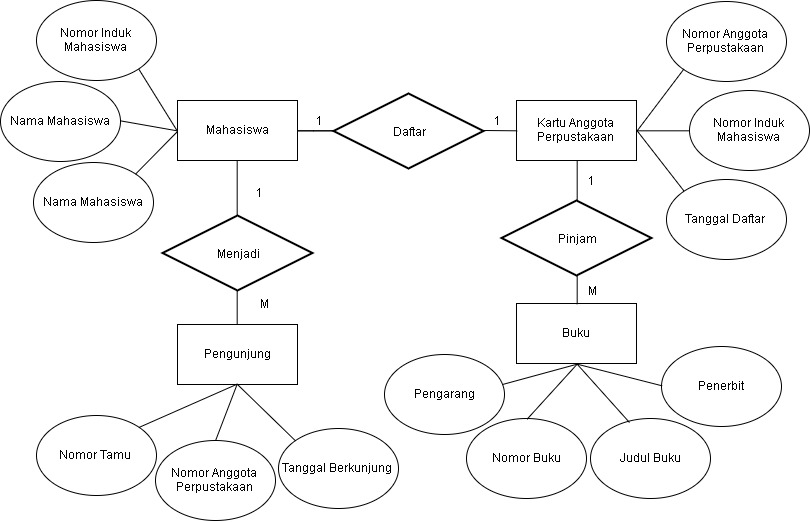 Nomor Induk
Mahasiswa
Nomor Anggota
Perpustakaan
Nama Mahasiswa
Mahasiswa
1
Daftar
1
Kartu Anggota
Perpustakaan
Nomor Induk
Mahasiswa
Nama Mahasiswa
1
1
Tanggal Daftar
Menjadi
Pinjam
M
M
Pengunjung
Buku
Pengarang
Penerbit
Nomor Tamu
Nomor Anggota
Perpustakaan
Tanggal Berkunjung
Nomor Buku
Judul Buku